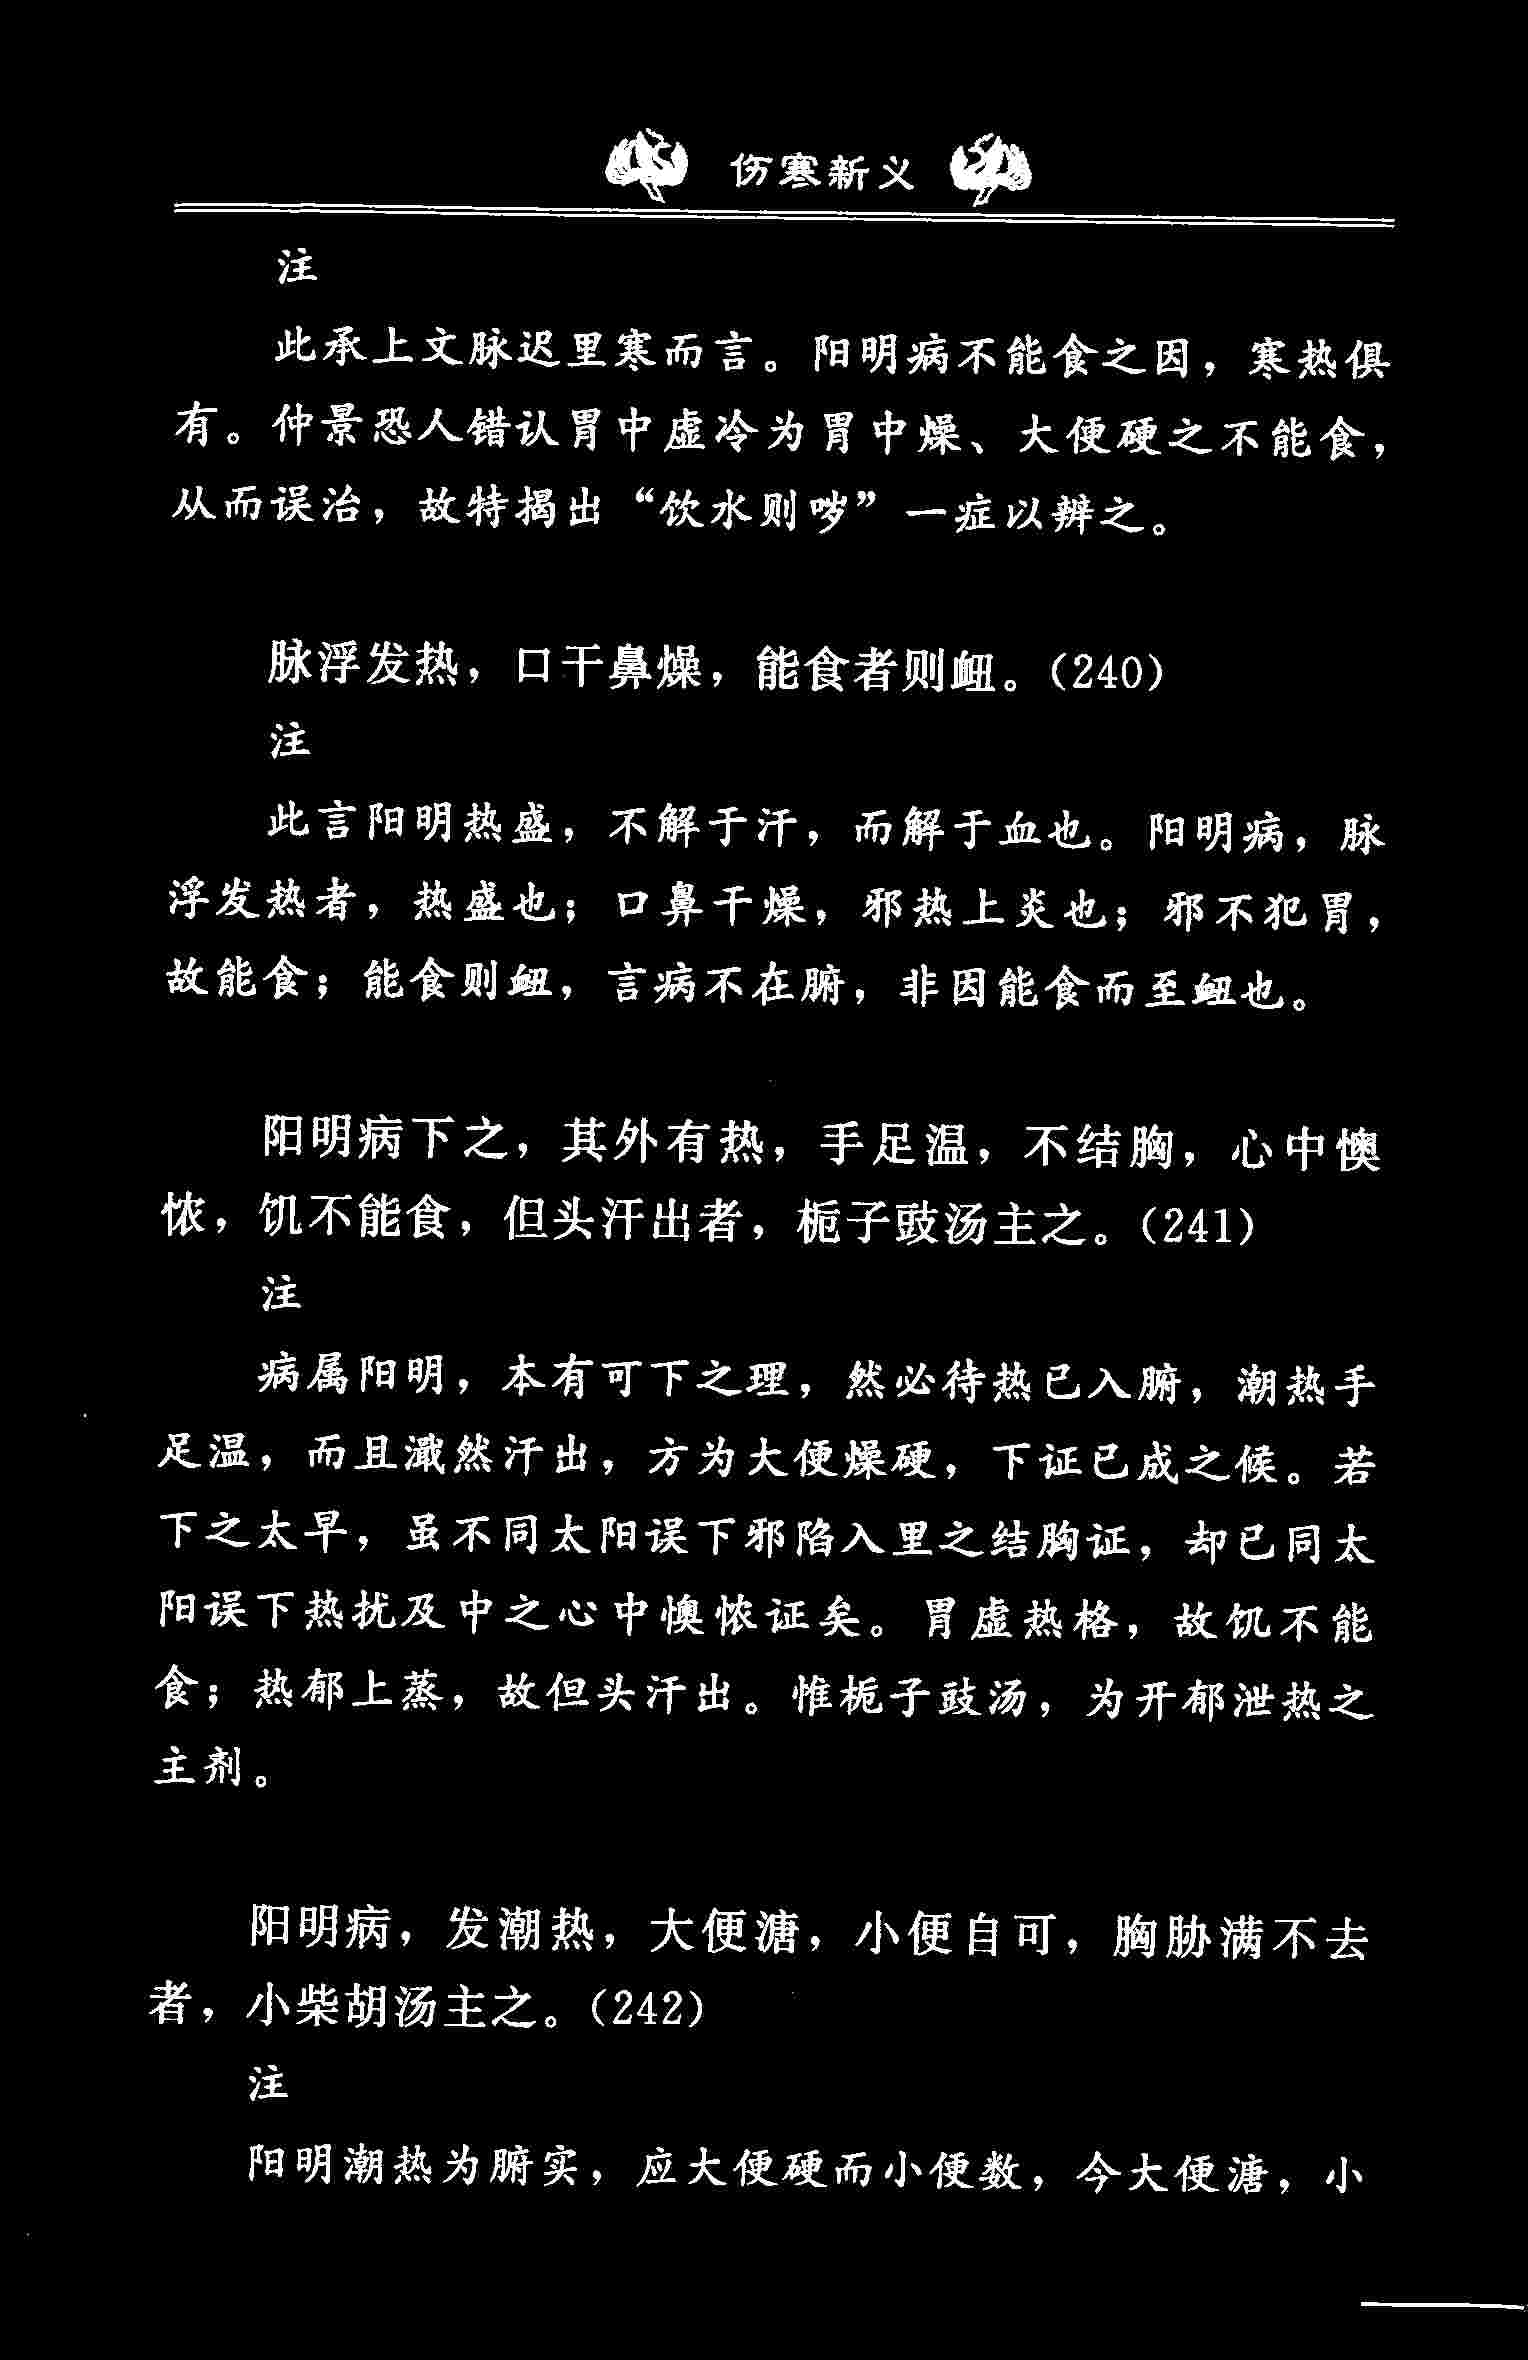 伤寒新义
注
此承上文脉迟里寒而言。阳明病不能食之因，寒热俱
有。仲景恐人错认胃中虚冷为胃中燥、大便硬之不能食，
从而误治，故特揭出“饮水则哕”一症以辨之。
脉浮发热，口干鼻燥，能食者则衄。(240)
注
此言阳明热盛，不解于汗，而解于血也。阳明病，脉
浮发热者，热盛也；口鼻干燥，邪热上炎也；邪不犯胃，
故能食；能食则衄，言病不在腑，非因能食而至衄也。
阳明病下之，其外有热，手足温，不结胸，心中懊
憹，饥不能食，但头汗出者，栀子豉汤主之。(241)
注
病属阳明，本有可下之理，然必待热已入腑，潮热手
足温，而且濈然汗出，方为大便燥硬，下证已成之候。若
下之太早，虽不同太阳误下邪陷入里之结胸证，却已同太
阳误下热扰及中之心中懊憹证矣。胃虚热格，故饥不能
食；热郁上蒸，故但头汗出。惟栀子豉汤，为开郁泄热之
主剂。
阳明病，发潮热，大便溏，小便自可，胸胁满不去
者，小柴胡汤主之。(242)
注
阳明潮热为腑实，应大便硬而小便数，今大便溏，小